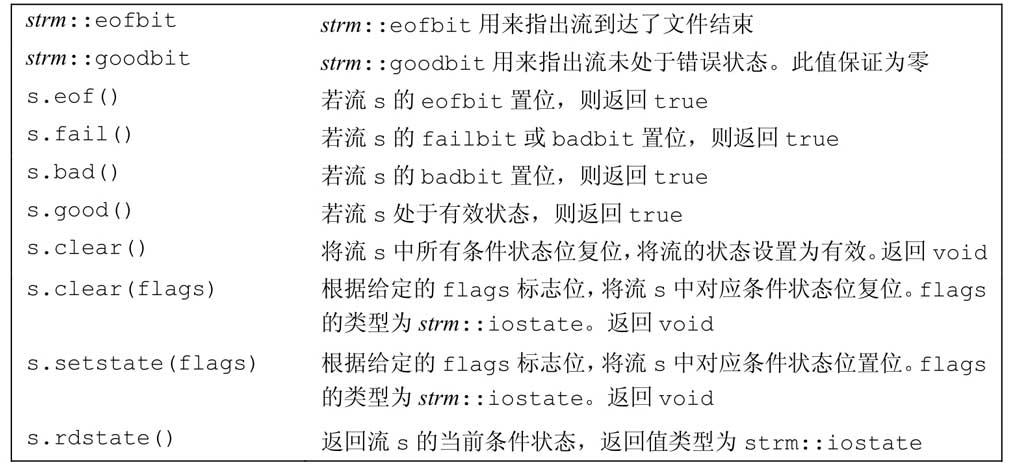 strm::eofbit strm::eofbit 用来指出流到达了文件结束
strm::goodbit strm::goodbit 用来指出流未处于错误状态。此值保证为零
s.eof() 若流 s 的 eofbit 置位，则返回 true
s.fail() 若流 s 的 failbit 或 badbit 置位，则返回 true
s.bad() 若流 s 的 badbit 置位，则返回 true
s.good() 若流 s 处于有效状态，则返回 true
s.clear() 将流 s 中所有条件状态位复位，将流的状态设置为有效。返回 void
s.clear(flags) 根据给定的 flags 标志位，将流 s 中对应条件状态位复位。flags
的类型为 strm::iostate。返回 void
s.setstate(flags) 根据给定的 flags 标志位，将流 s 中对应条件状态位置位。flags
的类型为 strm::iostate。返回 void
s.rdstate() 返回流 s 的当前条件状态，返回值类型为 strm::iostate